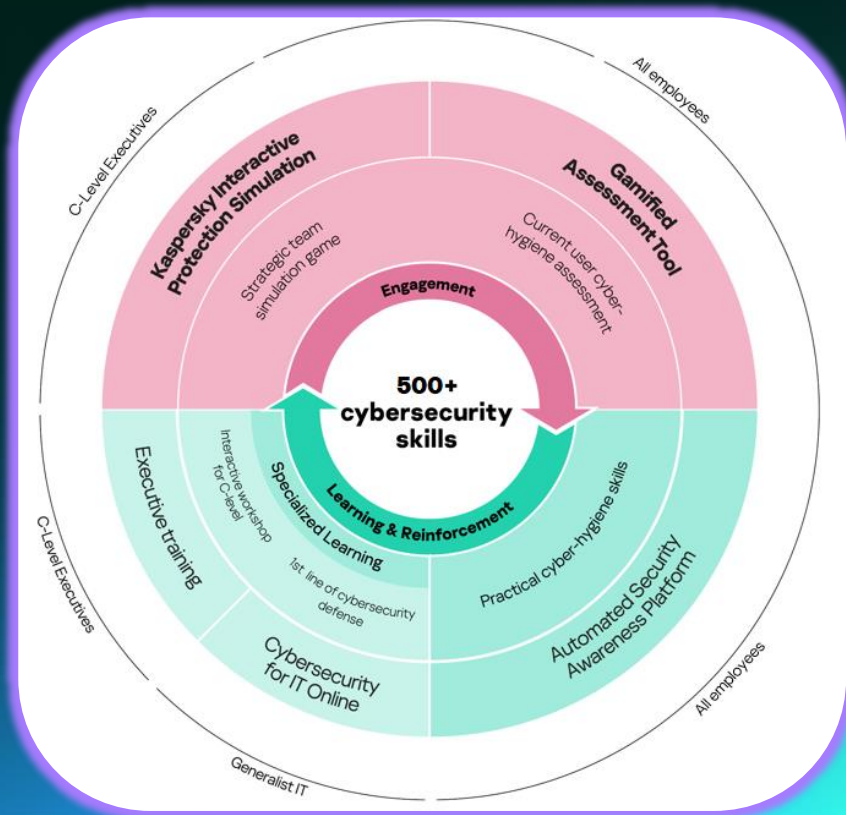 All employees
C-Level Executives
Kaspersky Interactive
Protection Simulation
Gamified
Assessment Tool
Strategic team
simulation game
Current user cyber-
hygiene assessment
Engagement
500+
cybersecurity
skills
Learning & Reinforcement
Specialized Learning
Interactive workshop
for C-level
1st line of cybersecurity
defense
Practical cyber-hygiene skills
Executive training
Cybersecurity
for IT Online
Automated Security
Awareness Platform
C-Level Executives
Generalist IT
All employees